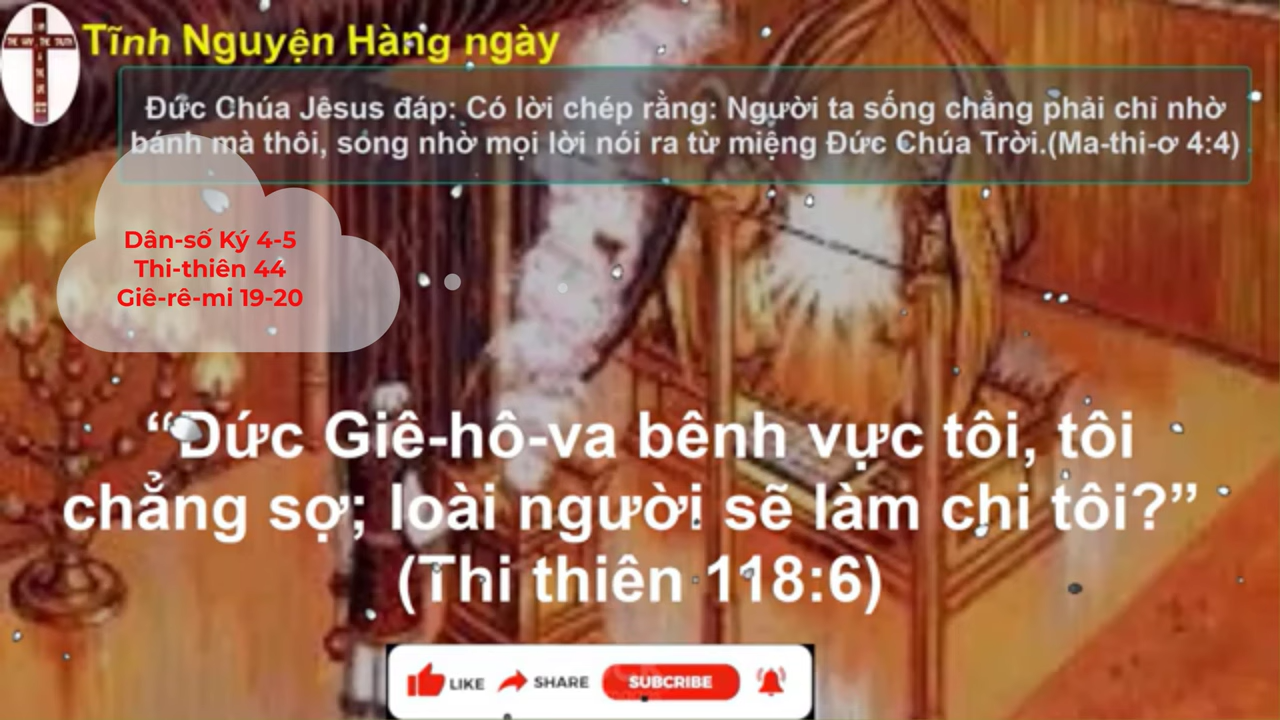 Tĩnh Nguyện Hàng ngày
Đức Chúa Jêsus đáp: Có lời chép rằng: Người ta sống chẳng phải chỉ nhờ
bánh mà thôi, song nhờ mọi lời nói ra từ miệng Đức Chúa Trời.(Ma-thi-ơ 4:4)
Dân-số Ký 4-5
Thi-thiên 44
Giê-rê-mi 19-20
“Đức Giê-hô-va bênh vực tôi, tôi
chẳng sợ; loài người sẽ làm chi tôi?”
(Thi thiên 118:6)
LIKE SHARE SUBCRIBE